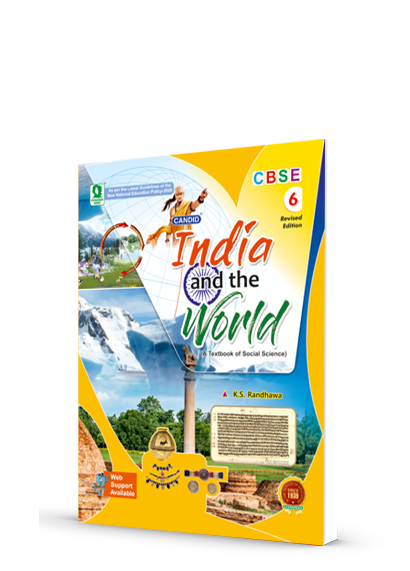 As per the Latest Guidelines of the
New National Education Policy-2020
CBSE
6
Revised
Edition
CANDID
India
and the
World
(A Textbook of Social Science)
K.S. Randhawa
Web
Support
Available
SINCE
1939